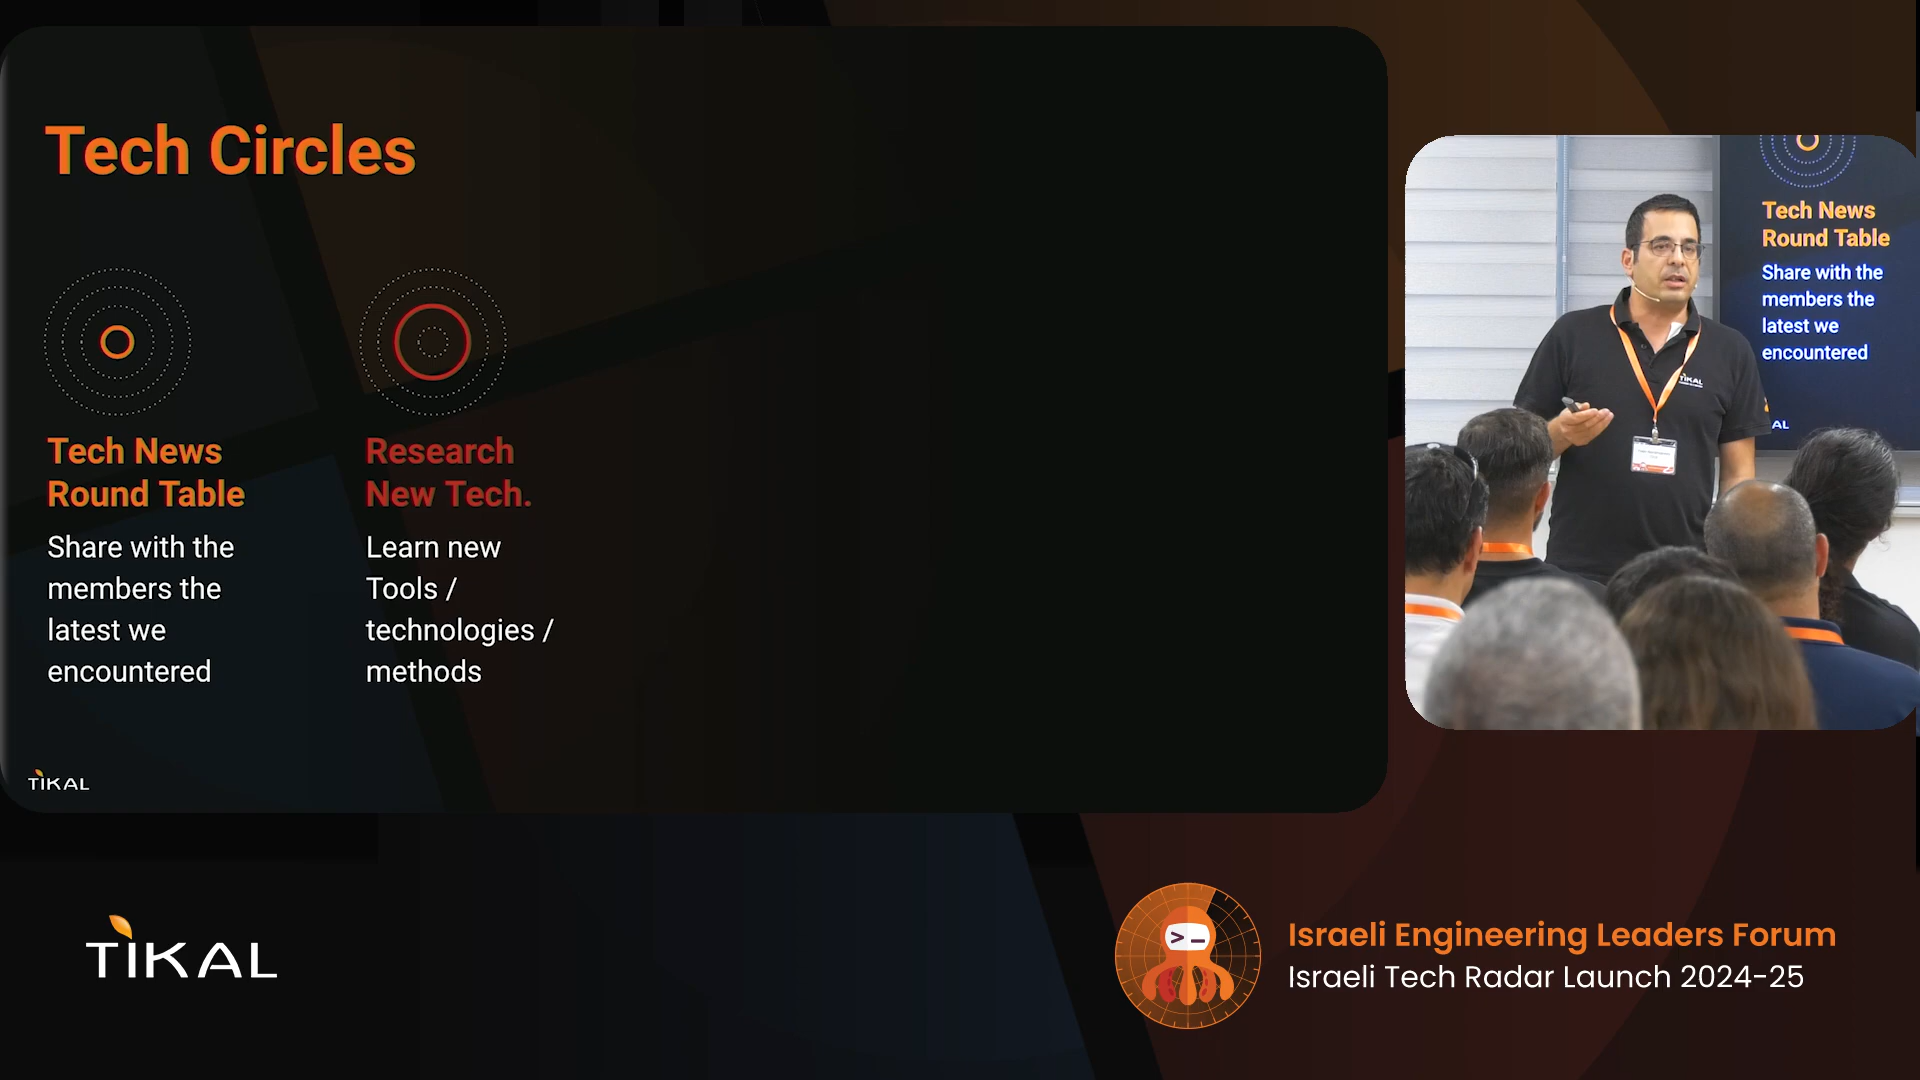 Tech Circles
Tech News
Round Table
Share with the
members the
latest we
encountered
Research
New Tech.
Learn new
Tools /
technologies /
methods
TIKAL
Tech News
Round Table
Share with the
members the
latest we
encountered
AL
TIKAL
TIKAL
>_
Israeli Engineering Leaders Forum
Israeli Tech Radar Launch 2024-25